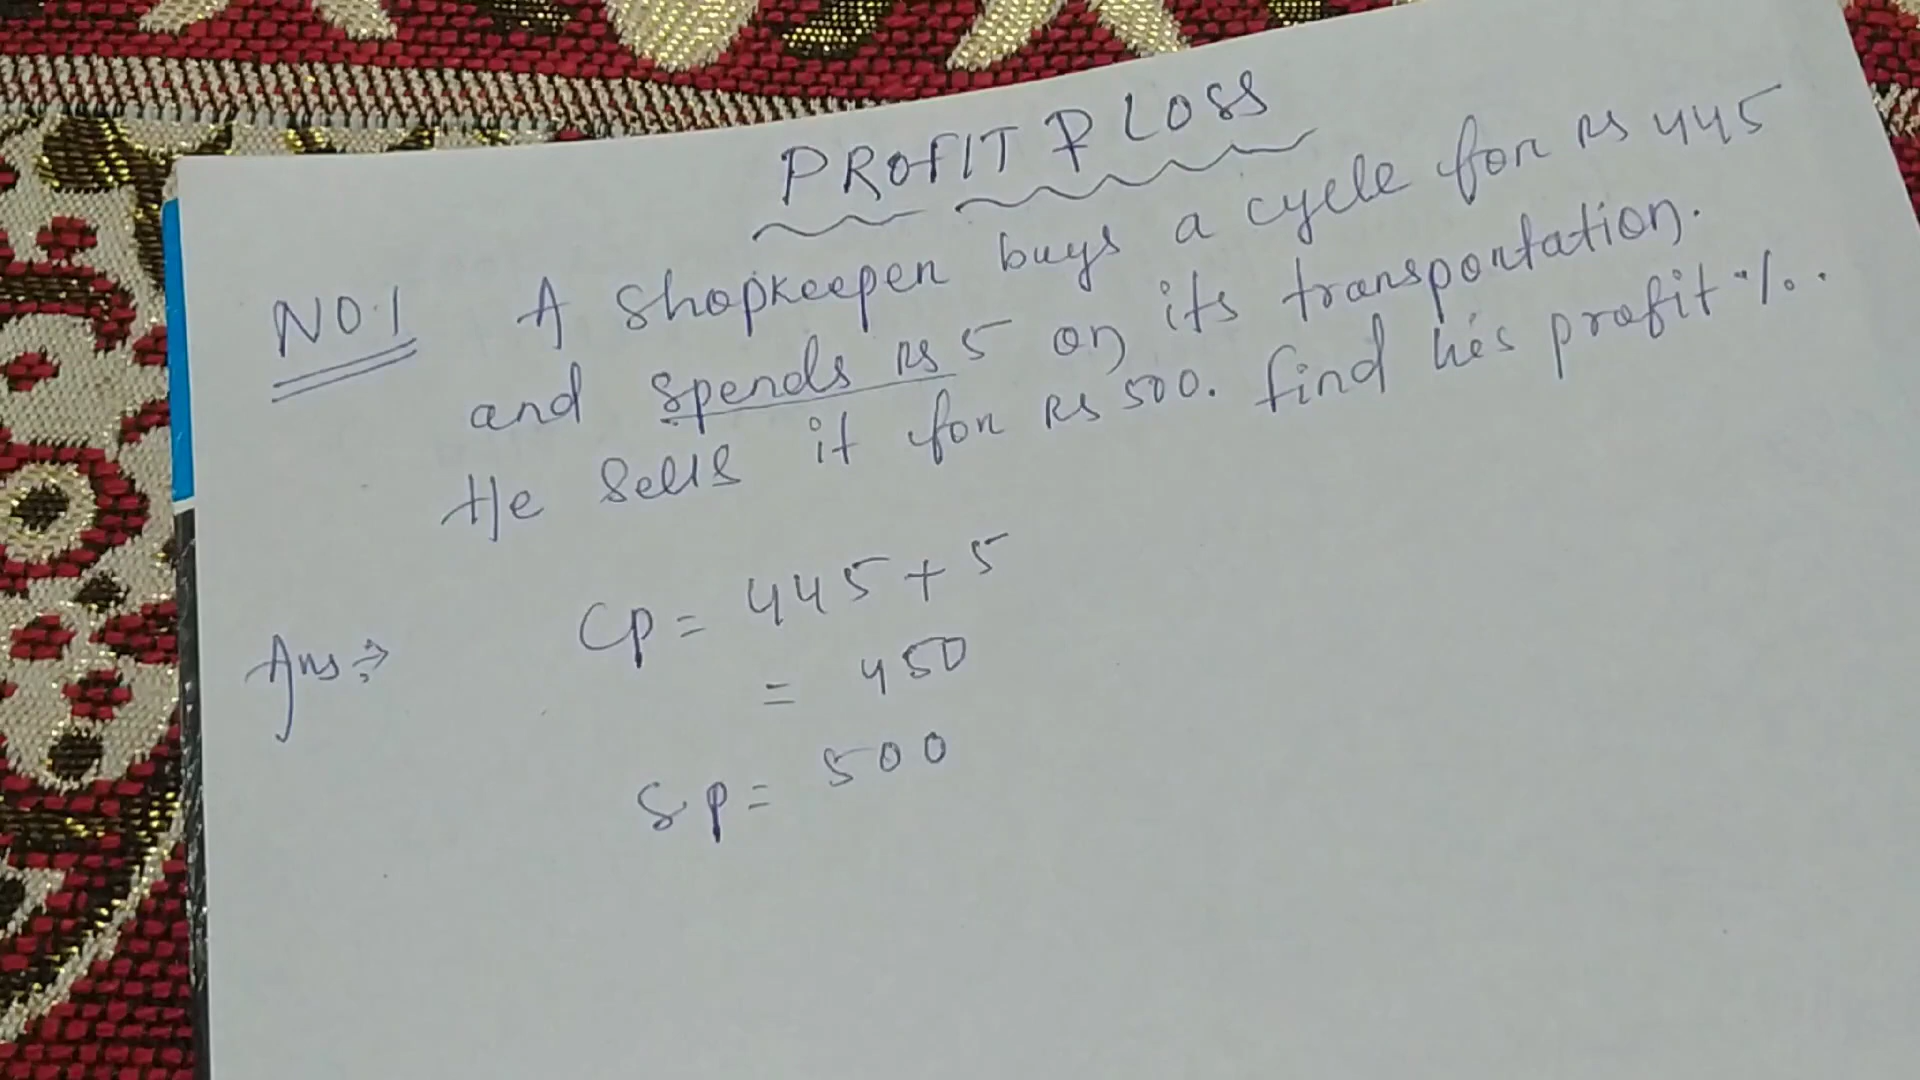 PROFIT & LOSS
NO.1 A Shopkeeper buys a cycle for Rs 445
and spends Rs 5 on its transportation.
He sells it for Rs 500. find his profit %.
Ans:⇒ CP = 445 + 5
= 450
SP = 500